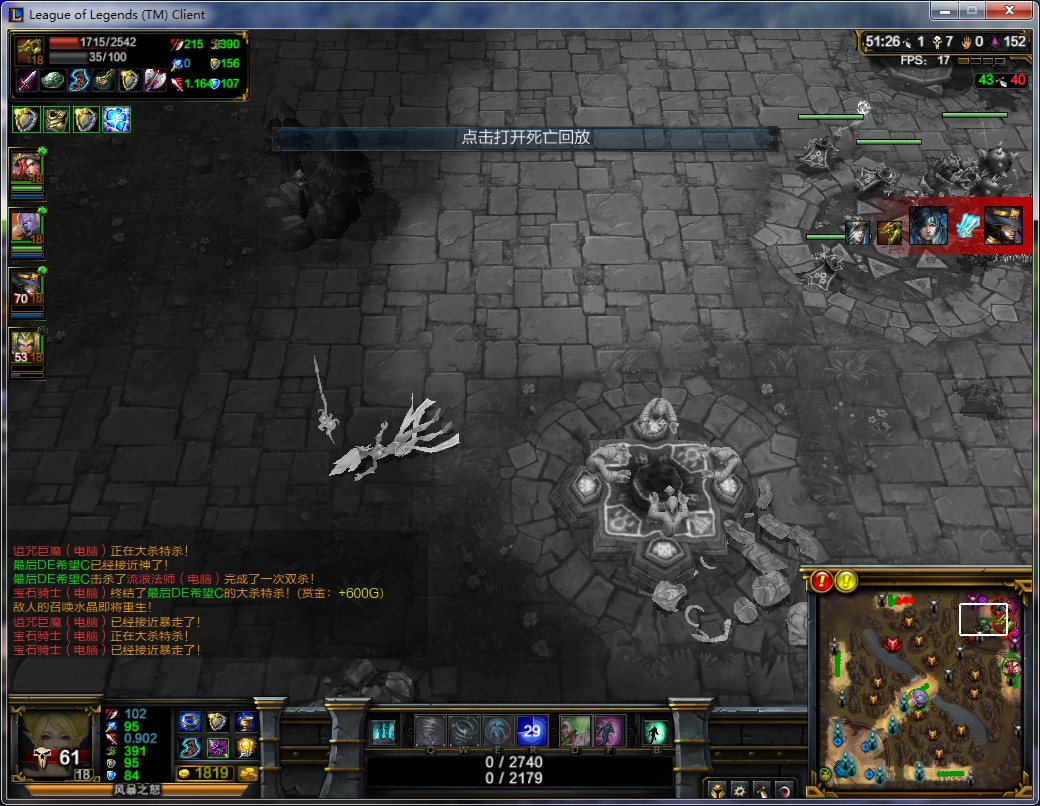 League of Legends (TM) Client
1715/2542
35/100
215 390
0 156
1.164 107
18
51:26 1 7 0 152
FPS: 17
43 40
点击打开死亡回放
18
18
70 18
53 18
诅咒巨魔（电脑）正在大杀特杀！
最后DE希望C已经接近神了！
最后DE希望C击杀了流浪法师（电脑）完成了一次双杀！
宝石骑士（电脑）终结了最后DE希望C的大杀特杀！(赏金：+600G)
敌人的召唤水晶即将重生！
诅咒巨魔（电脑）已经接近暴走了！
宝石骑士（电脑）正在大杀特杀！
宝石骑士（电脑）已经接近暴走了！
61
18
102
95
0.902
391
95
84
1819
风暴之怒
29
Q W E R D F B
0 / 2740
0 / 2179